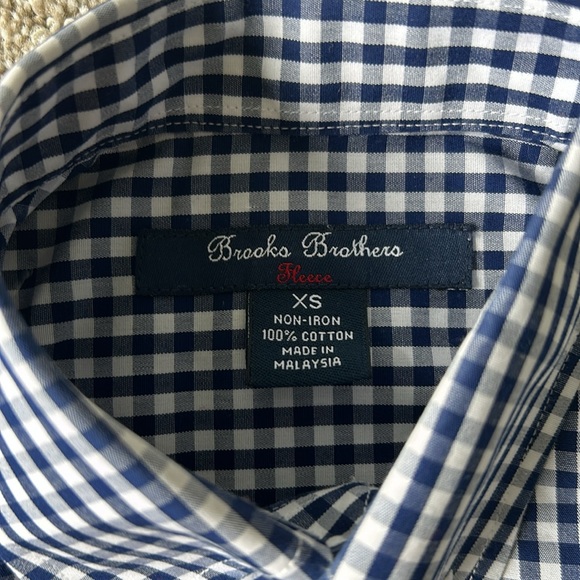 Brooks Brothers
Fleece
XS
NON-IRON
100% COTTON
MADE IN
MALAYSIA